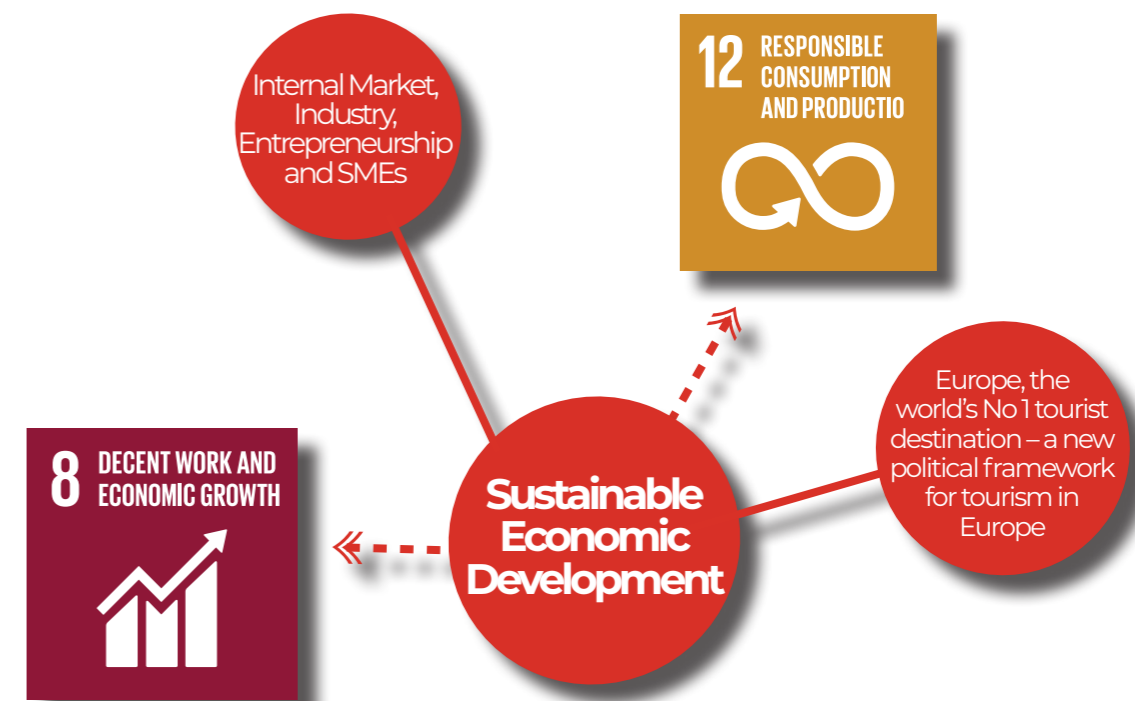 Internal Market,
Industry,
Entrepreneurship
and SMEs
12 RESPONSIBLE
CONSUMPTION
AND PRODUCTIO
Europe, the
world's No 1 tourist
destination – a new
political framework
for tourism in
Europe
8 DECENT WORK AND
ECONOMIC GROWTH
Sustainable
Economic
Development